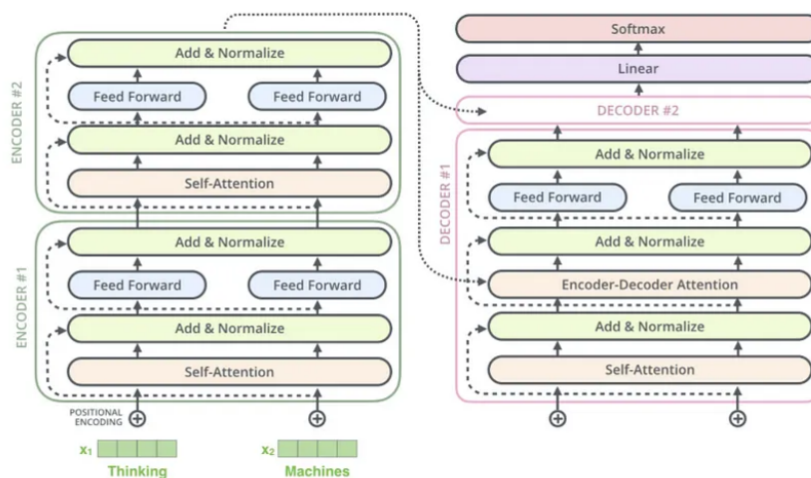 ENCODER #2
Add & Normalize
Feed Forward Feed Forward
Add & Normalize
Self-Attention
ENCODER #1
Add & Normalize
Feed Forward Feed Forward
Add & Normalize
Self-Attention
POSITIONAL
ENCODING
x₁ x₂
Thinking Machines
Softmax
Linear
DECODER #2
DECODER #1
Add & Normalize
Feed Forward Feed Forward
Add & Normalize
Encoder-Decoder Attention
Add & Normalize
Self-Attention